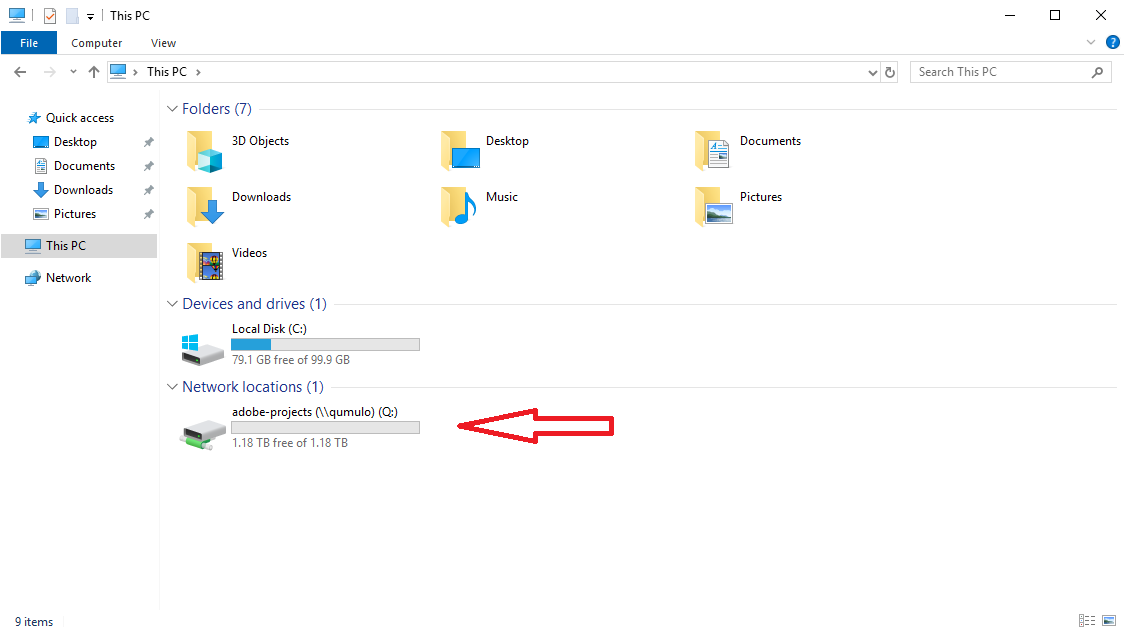 This PC
File Computer View
This PC
Search This PC
Quick access
Desktop
Documents
Downloads
Pictures
This PC
Network
Folders (7)
3D Objects
Desktop
Documents
Downloads
Music
Pictures
Videos
Devices and drives (1)
Local Disk (C:)
79.1 GB free of 99.9 GB
Network locations (1)
adobe-projects (\\qumulo) (Q:)
1.18 TB free of 1.18 TB
9 items